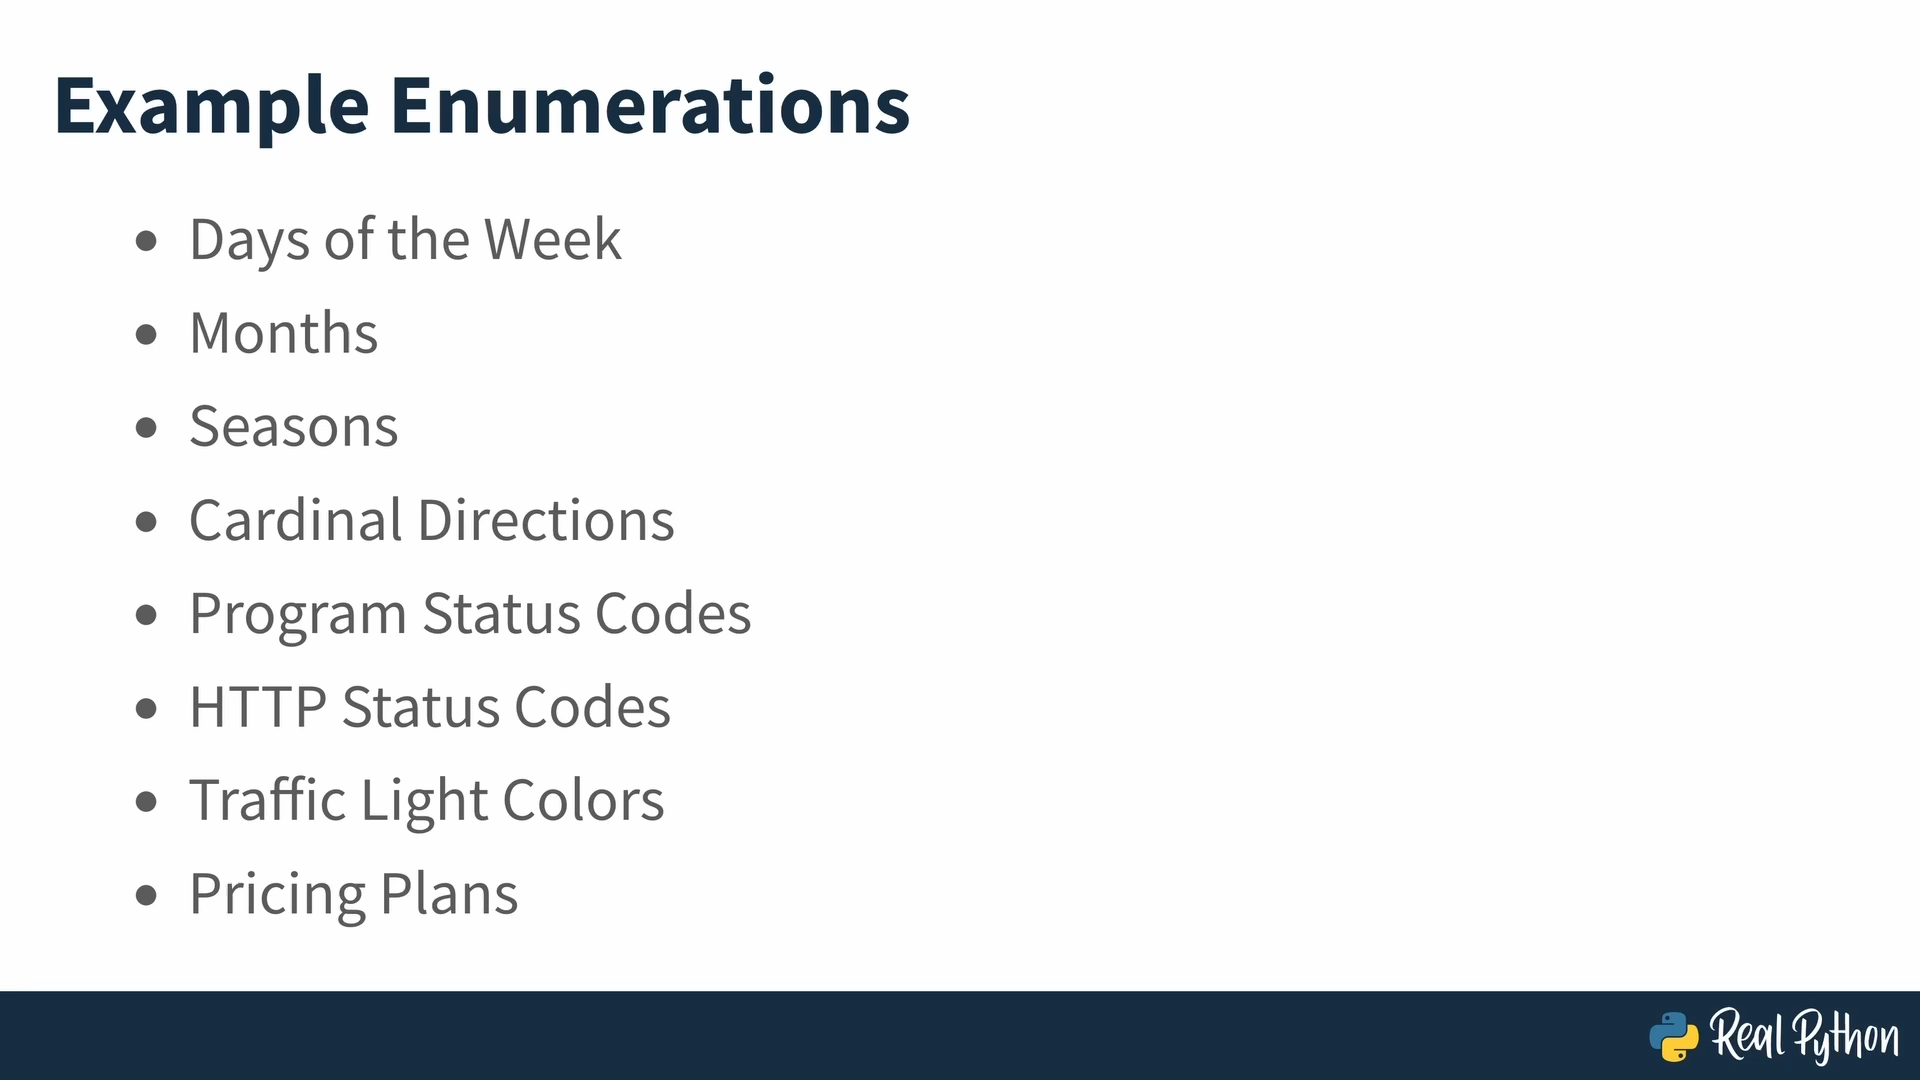 Example Enumerations
• Days of the Week
• Months
• Seasons
• Cardinal Directions
• Program Status Codes
• HTTP Status Codes
• Traffic Light Colors
• Pricing Plans
Real Python